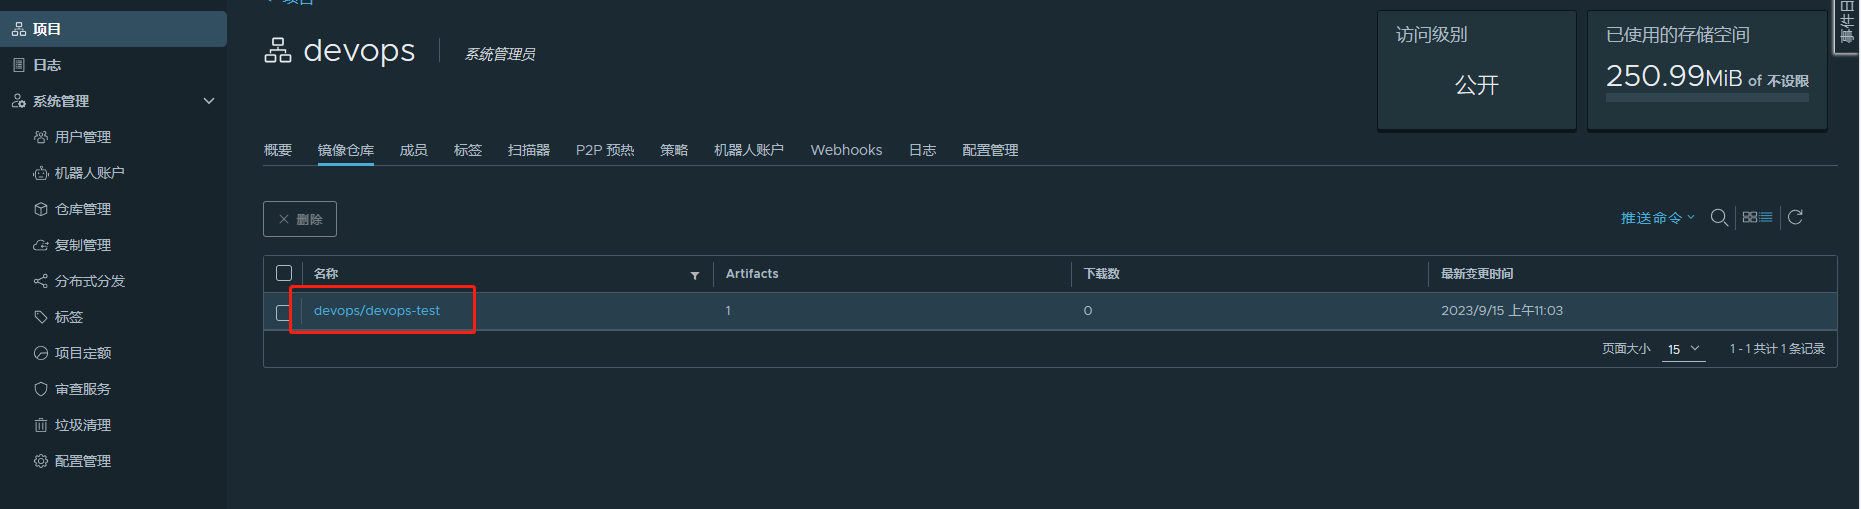 项目
日志
系统管理
用户管理
机器人账户
仓库管理
复制管理
分布式分发
标签
项目定额
审查服务
垃圾清理
配置管理
devops
系统管理员
访问级别
公开
已使用的存储空间
250.99MiB of 不设限
概要 镜像仓库 成员 标签 扫描器 P2P 预热 策略 机器人账户 Webhooks 日志 配置管理
删除
推送命令
名称 Artifacts 下载数 最新变更时间
devops/devops-test 1 0 2023/9/15 上午11:03
页面大小 15 1 - 1 共计 1 条记录